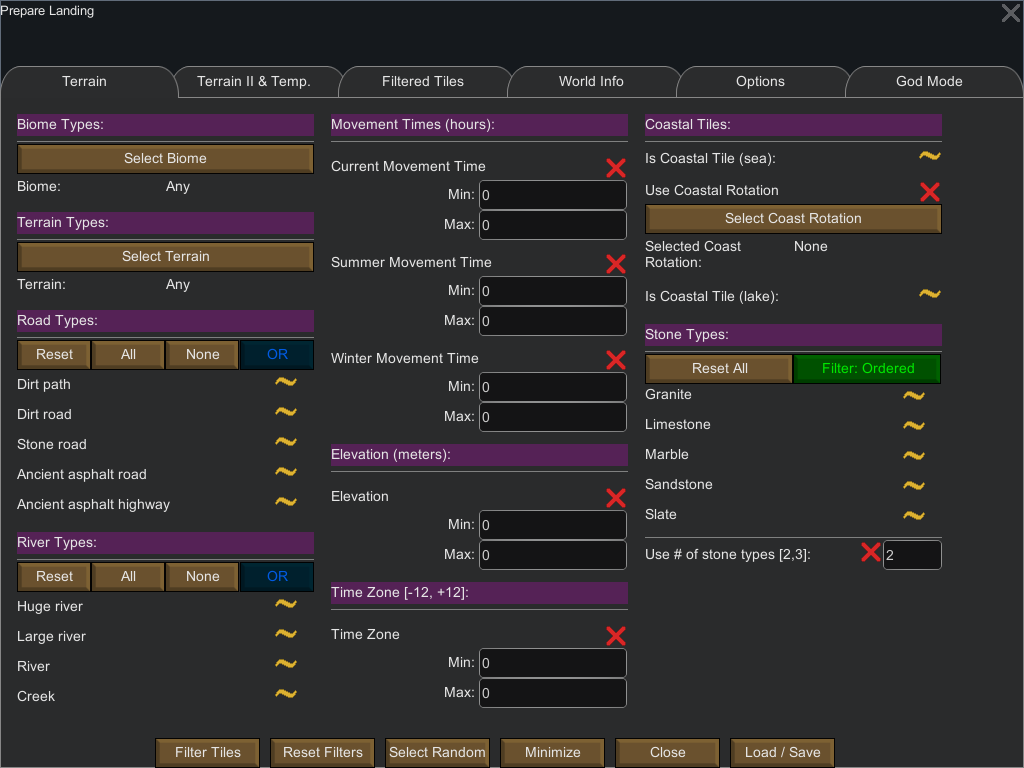 Prepare Landing
Terrain
Terrain II & Temp.
Filtered Tiles
World Info
Options
God Mode
Biome Types:
Select Biome
Biome: Any
Terrain Types:
Select Terrain
Terrain: Any
Road Types:
Reset All None OR
Dirt path
Dirt road
Stone road
Ancient asphalt road
Ancient asphalt highway
River Types:
Reset All None OR
Huge river
Large river
River
Creek
Movement Times (hours):
Current Movement Time
Min: 0
Max: 0
Summer Movement Time
Min: 0
Max: 0
Winter Movement Time
Min: 0
Max: 0
Elevation (meters):
Elevation
Min: 0
Max: 0
Time Zone [-12, +12]:
Time Zone
Min: 0
Max: 0
Coastal Tiles:
Is Coastal Tile (sea):
Use Coastal Rotation
Select Coast Rotation
Selected Coast None
Rotation:
Is Coastal Tile (lake):
Stone Types:
Reset All Filter: Ordered
Granite
Limestone
Marble
Sandstone
Slate
Use # of stone types [2,3]: 2
Filter Tiles
Reset Filters
Select Random
Minimize
Close
Load / Save